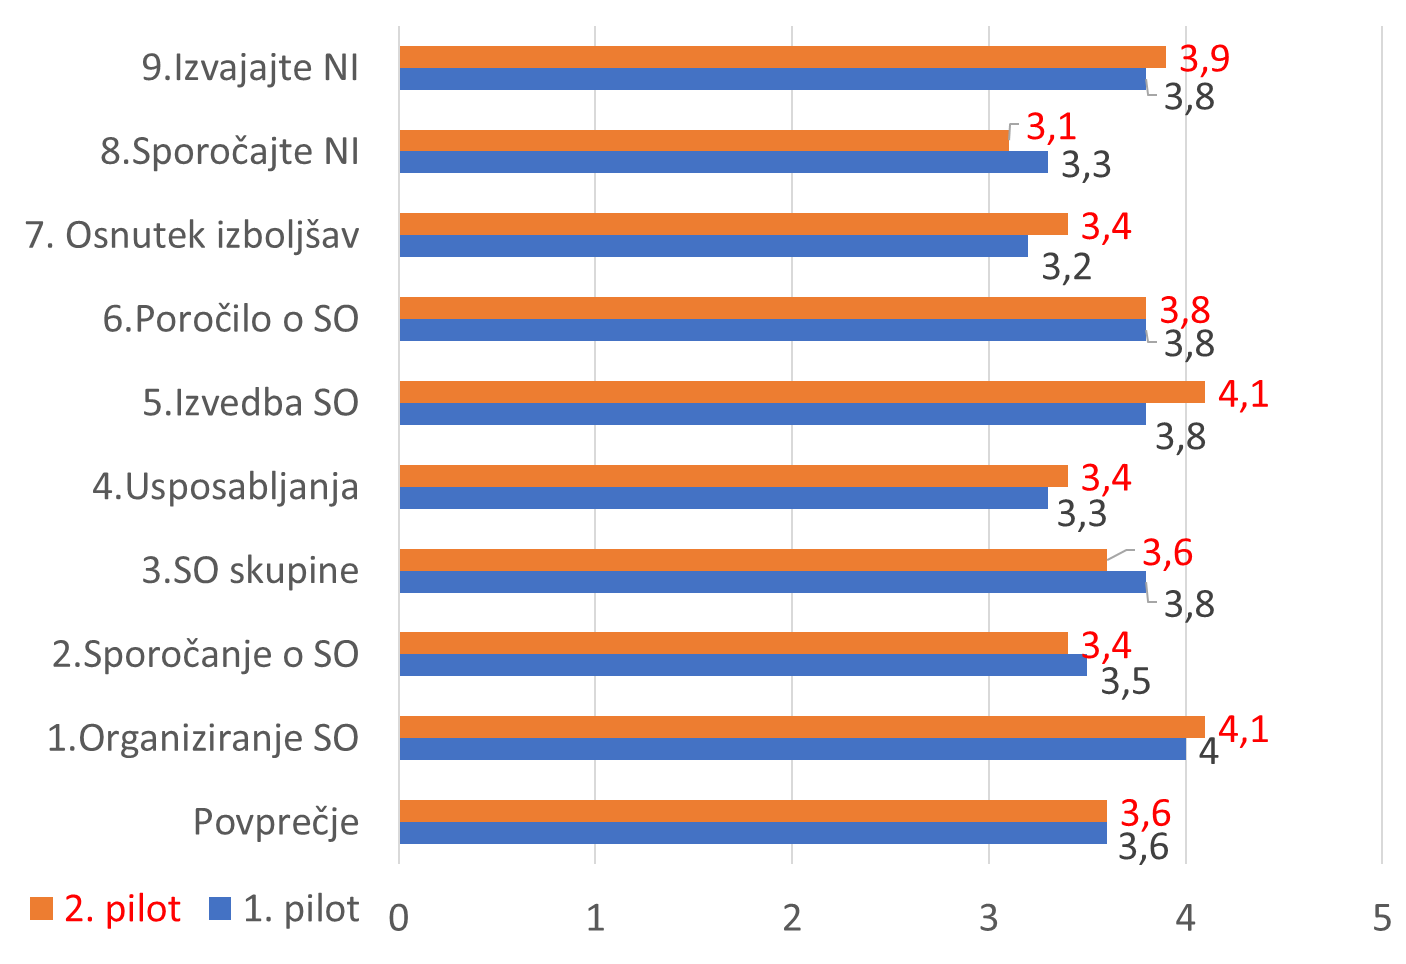 9.Izvajajte NI
3,9
3,8
8.Sporočajte NI
3,1
3,3
7. Osnutek izboljšav
3,4
3,2
6.Poročilo o SO
3,8
3,8
5.Izvedba SO
4,1
3,8
4.Usposabljanja
3,4
3,3
3.SO skupine
3,6
3,8
2.Sporočanje o SO
3,4
3,5
1.Organiziranje SO
4,1
4
Povprečje
3,6
3,6
2. pilot 1. pilot
0 1 2 3 4 5